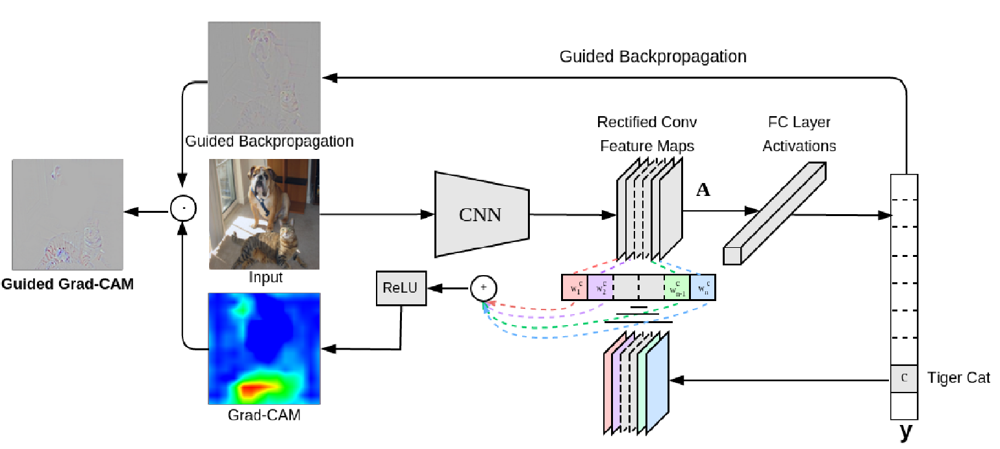 Guided Backpropagation
Guided Backpropagation
Rectified Conv
Feature Maps
FC Layer
Activations
A
·
CNN
Guided Grad-CAM
Input
ReLU
+
w₁ᶜ w₂ᶜ wₙ₋₁ᶜ wₙᶜ
C Tiger Cat
Grad-CAM
y